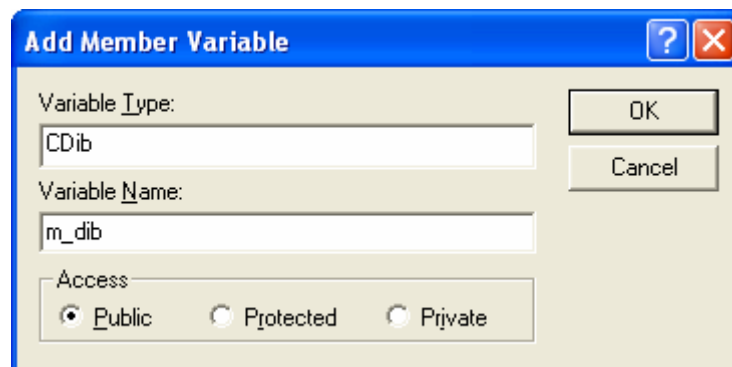 Add Member Variable
Variable Type:
OK
CDib
Cancel
Variable Name:
m_dib
Access
Public Protected Private